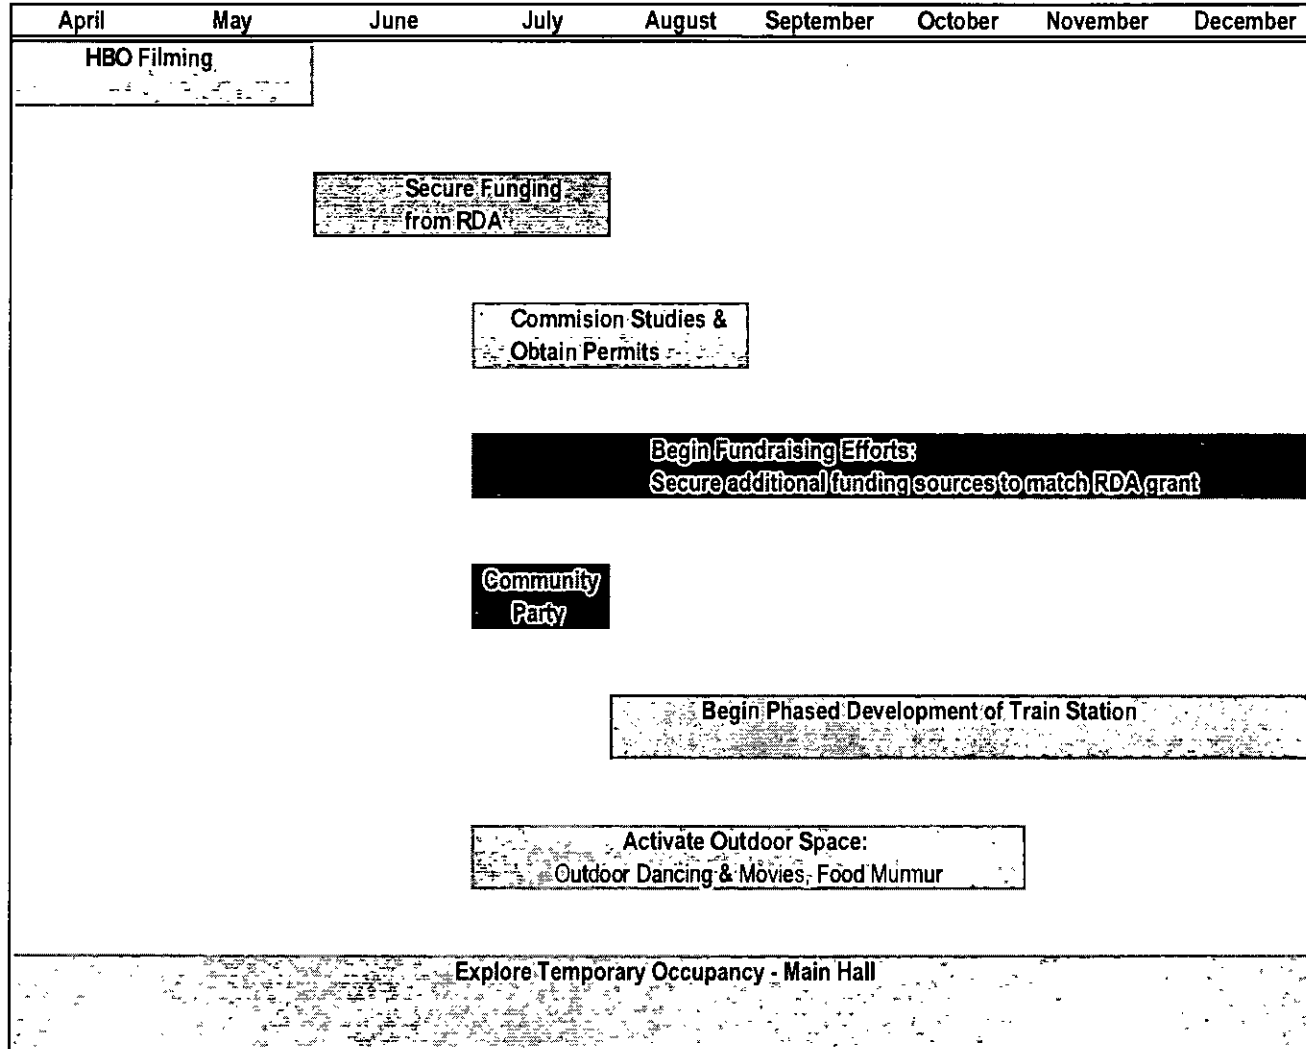 April May June July August September October November December
HBO Filming
Secure Funding
from RDA
Commision Studies &
Obtain Permits
Begin Fundraising Efforts:
Secure additional funding sources to match RDA grant
Community
Party
Begin Phased Development of Train Station
Activate Outdoor Space:
Outdoor Dancing & Movies, Food Murmur
Explore Temporary Occupancy - Main Hall